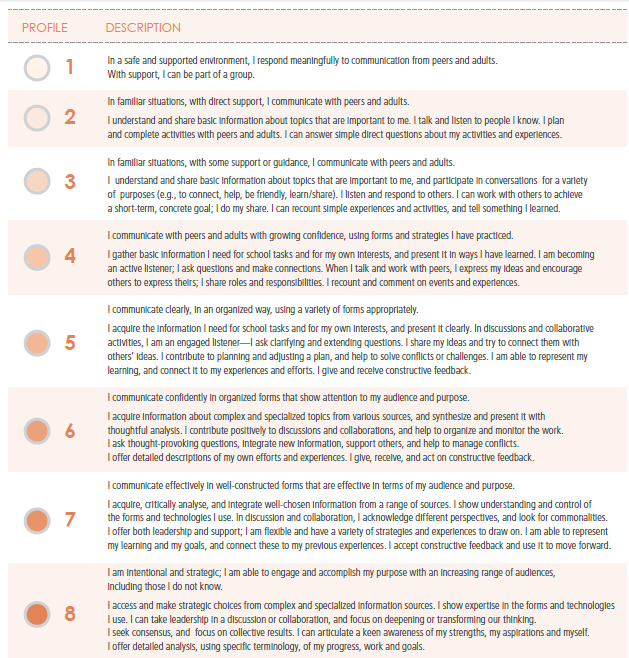 PROFILE DESCRIPTION
1 In a safe and supported environment, I respond meaningfully to communication from peers and adults.
With support, I can be part of a group.
In familiar situations, with direct support, I communicate with peers and adults.
2 I understand and share basic information about topics that are important to me. I talk and listen to people I know. I plan
and complete activities with peers and adults. I can answer simple direct questions about my activities and experiences.
In familiar situations, with some support or guidance, I communicate with peers and adults.
3 I understand and share basic information about topics that are important to me, and participate in conversations for a variety
of purposes (e.g., to connect, help, be friendly, learn/share). I listen and respond to others. I can work with others to achieve
a short-term, concrete goal; I do my share. I can recount simple experiences and activities, and tell something I learned.
I communicate with peers and adults with growing confidence, using forms and strategies I have practiced.
4 I gather basic information I need for school tasks and for my own interests, and present it in ways I have learned. I am becoming
an active listener; I ask questions and make connections. When I talk and work with peers, I express my ideas and encourage
others to express theirs; I share roles and responsibilities. I recount and comment on events and experiences.
I communicate clearly, in an organized way, using a variety of forms appropriately.
5 I acquire the information I need for school tasks and for my own interests, and present it clearly. In discussions and collaborative
activities, I am an engaged listener—I ask clarifying and extending questions. I share my ideas and try to connect them with
others' ideas. I contribute to planning and adjusting a plan, and help to solve conflicts or challenges. I am able to represent my
learning, and connect it to my experiences and efforts. I give and receive constructive feedback.
I communicate confidently in organized forms that show attention to my audience and purpose.
6 I acquire information about complex and specialized topics from various sources, and synthesize and present it with
thoughtful analysis. I contribute positively to discussions and collaborations, and help to organize and monitor the work.
I ask thought-provoking questions, integrate new information, support others, and help to manage conflicts.
I offer detailed descriptions of my own efforts and experiences. I give, receive, and act on constructive feedback.
I communicate effectively in well-constructed forms that are effective in terms of my audience and purpose.
7 I acquire, critically analyse, and integrate well-chosen information from a range of sources. I show understanding and control of
the forms and technologies I use. In discussion and collaboration, I acknowledge different perspectives, and look for commonalities.
I offer both leadership and support; I am flexible and have a variety of strategies and experiences to draw on. I am able to represent
my learning and my goals, and connect these to my previous experiences. I accept constructive feedback and use it to move forward.
I am intentional and strategic; I am able to engage and accomplish my purpose with an increasing range of audiences,
including those I do not know.
8 I access and make strategic choices from complex and specialized information sources. I show expertise in the forms and technologies
I use. I can take leadership in a discussion or collaboration, and focus on deepening or transforming our thinking.
I seek consensus, and focus on collective results. I can articulate a keen awareness of my strengths, my aspirations and myself.
I offer detailed analysis, using specific terminology, of my progress, work and goals.